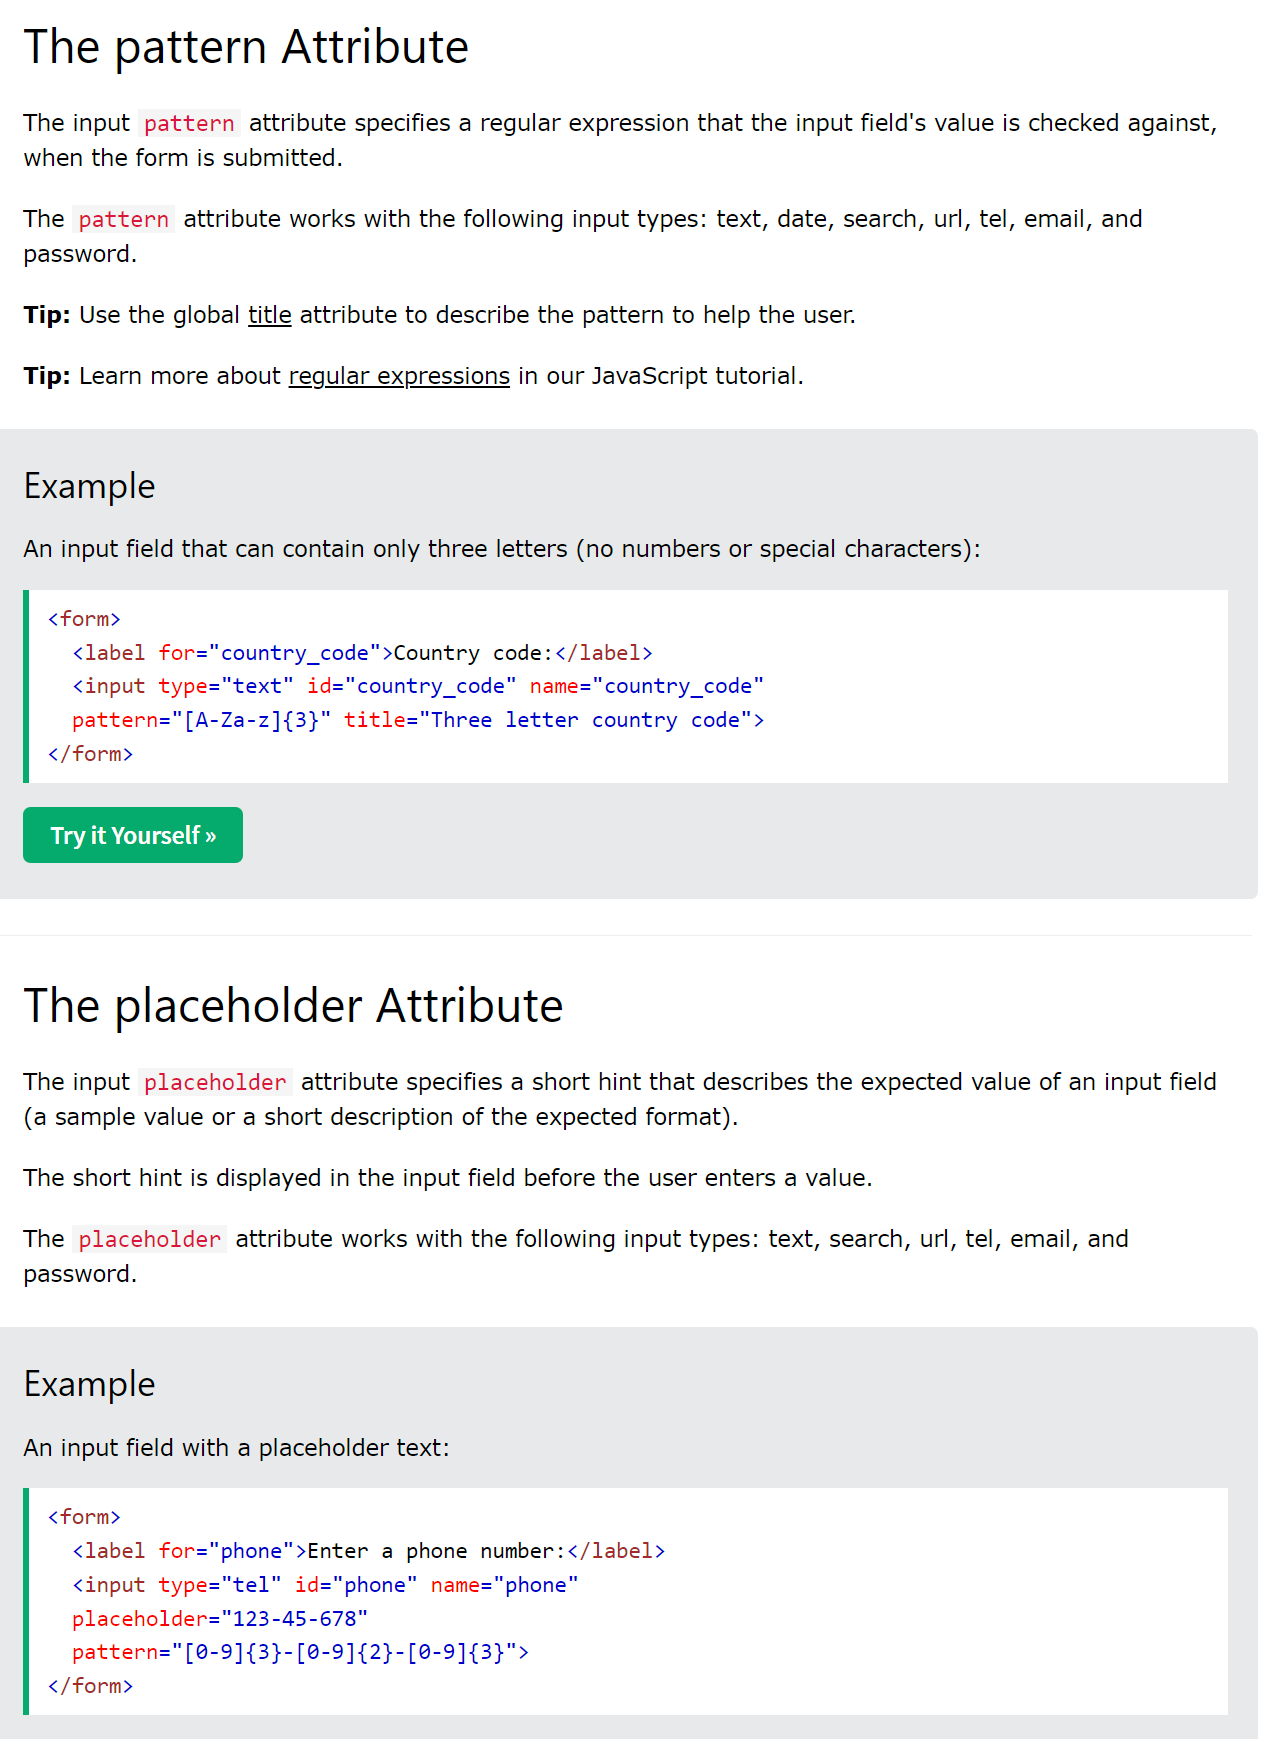 The pattern Attribute
The input pattern attribute specifies a regular expression that the input field's value is checked against,
when the form is submitted.
The pattern attribute works with the following input types: text, date, search, url, tel, email, and
password.
Tip: Use the global title attribute to describe the pattern to help the user.
Tip: Learn more about regular expressions in our JavaScript tutorial.
Example
An input field that can contain only three letters (no numbers or special characters):
<form>
  <label for="country_code">Country code:</label>
  <input type="text" id="country_code" name="country_code"
  pattern="[A-Za-z]{3}" title="Three letter country code">
</form>
Try it Yourself »
The placeholder Attribute
The input placeholder attribute specifies a short hint that describes the expected value of an input field
(a sample value or a short description of the expected format).
The short hint is displayed in the input field before the user enters a value.
The placeholder attribute works with the following input types: text, search, url, tel, email, and
password.
Example
An input field with a placeholder text:
<form>
  <label for="phone">Enter a phone number:</label>
  <input type="tel" id="phone" name="phone"
  placeholder="123-45-678"
  pattern="[0-9]{3}-[0-9]{2}-[0-9]{3}">
</form>